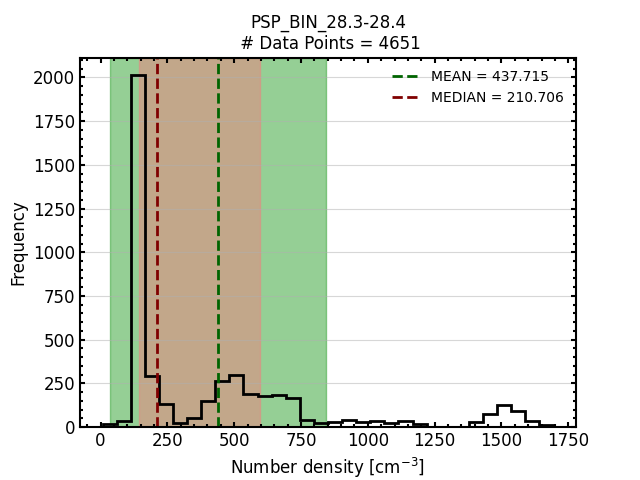 PSP_BIN_28.3-28.4
# Data Points = 4651
MEAN = 437.715
MEDIAN = 210.706
Frequency
2000
1750
1500
1250
1000
750
500
250
0
0 250 500 750 1000 1250 1500 1750
Number density [cm⁻³]